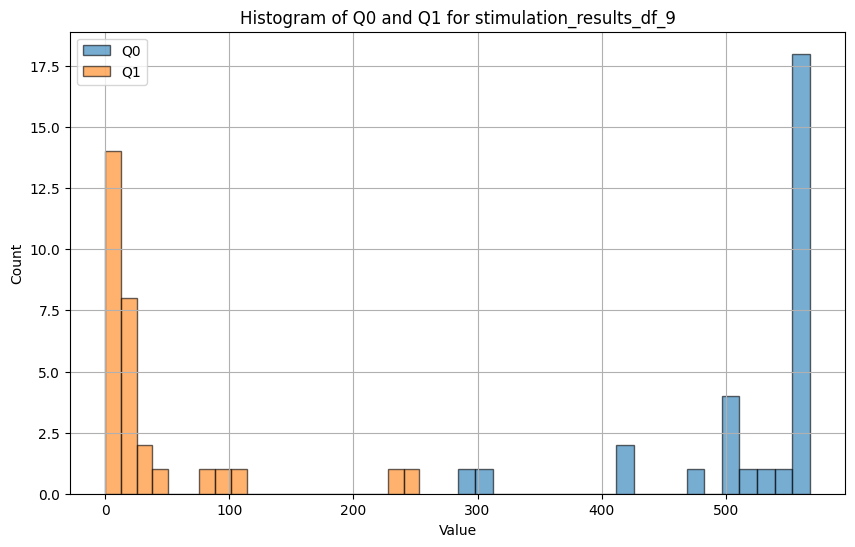 Histogram of Q0 and Q1 for stimulation_results_df_9
Q0
Q1
17.5
15.0
12.5
10.0
7.5
5.0
2.5
0.0
Count
0 100 200 300 400 500
Value